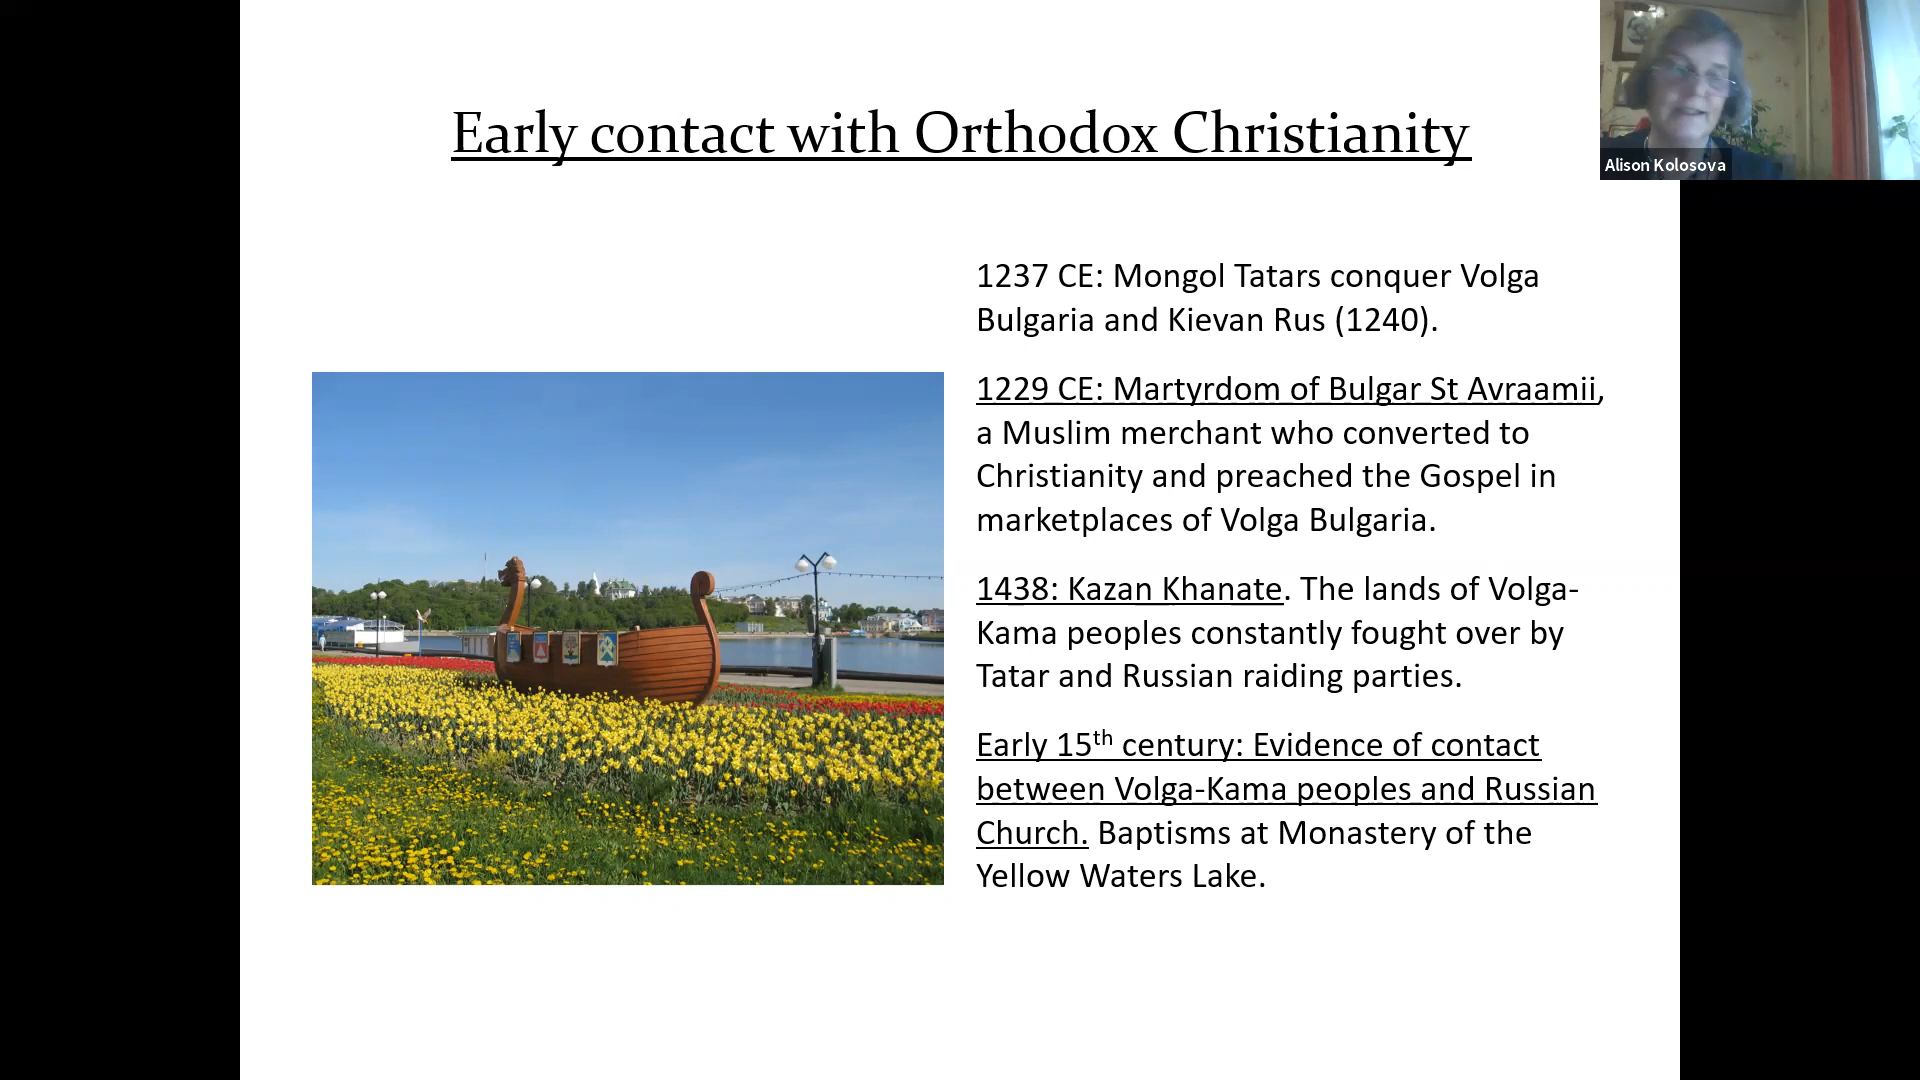 Early contact with Orthodox Christianity
Alison Kolosova
1237 CE: Mongol Tatars conquer Volga
Bulgaria and Kievan Rus (1240).
1229 CE: Martyrdom of Bulgar St Avraamii,
a Muslim merchant who converted to
Christianity and preached the Gospel in
marketplaces of Volga Bulgaria.
1438: Kazan Khanate. The lands of Volga-
Kama peoples constantly fought over by
Tatar and Russian raiding parties.
Early 15th century: Evidence of contact
between Volga-Kama peoples and Russian
Church. Baptisms at Monastery of the
Yellow Waters Lake.